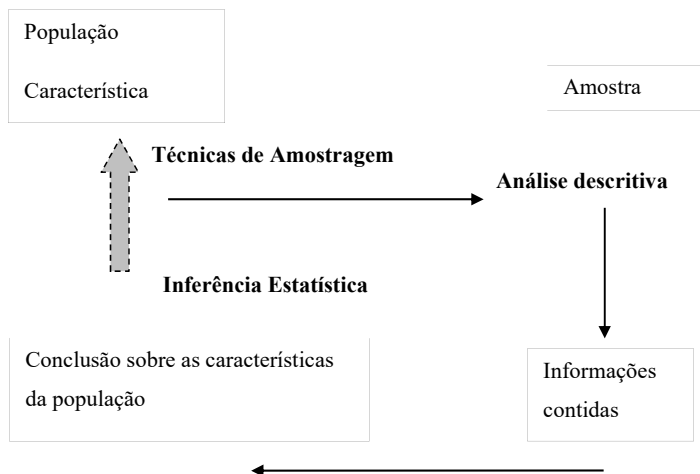 População
Característica
Amostra
Técnicas de Amostragem
Análise descritiva
Inferência Estatística
Conclusão sobre as características
da população
Informações
contidas